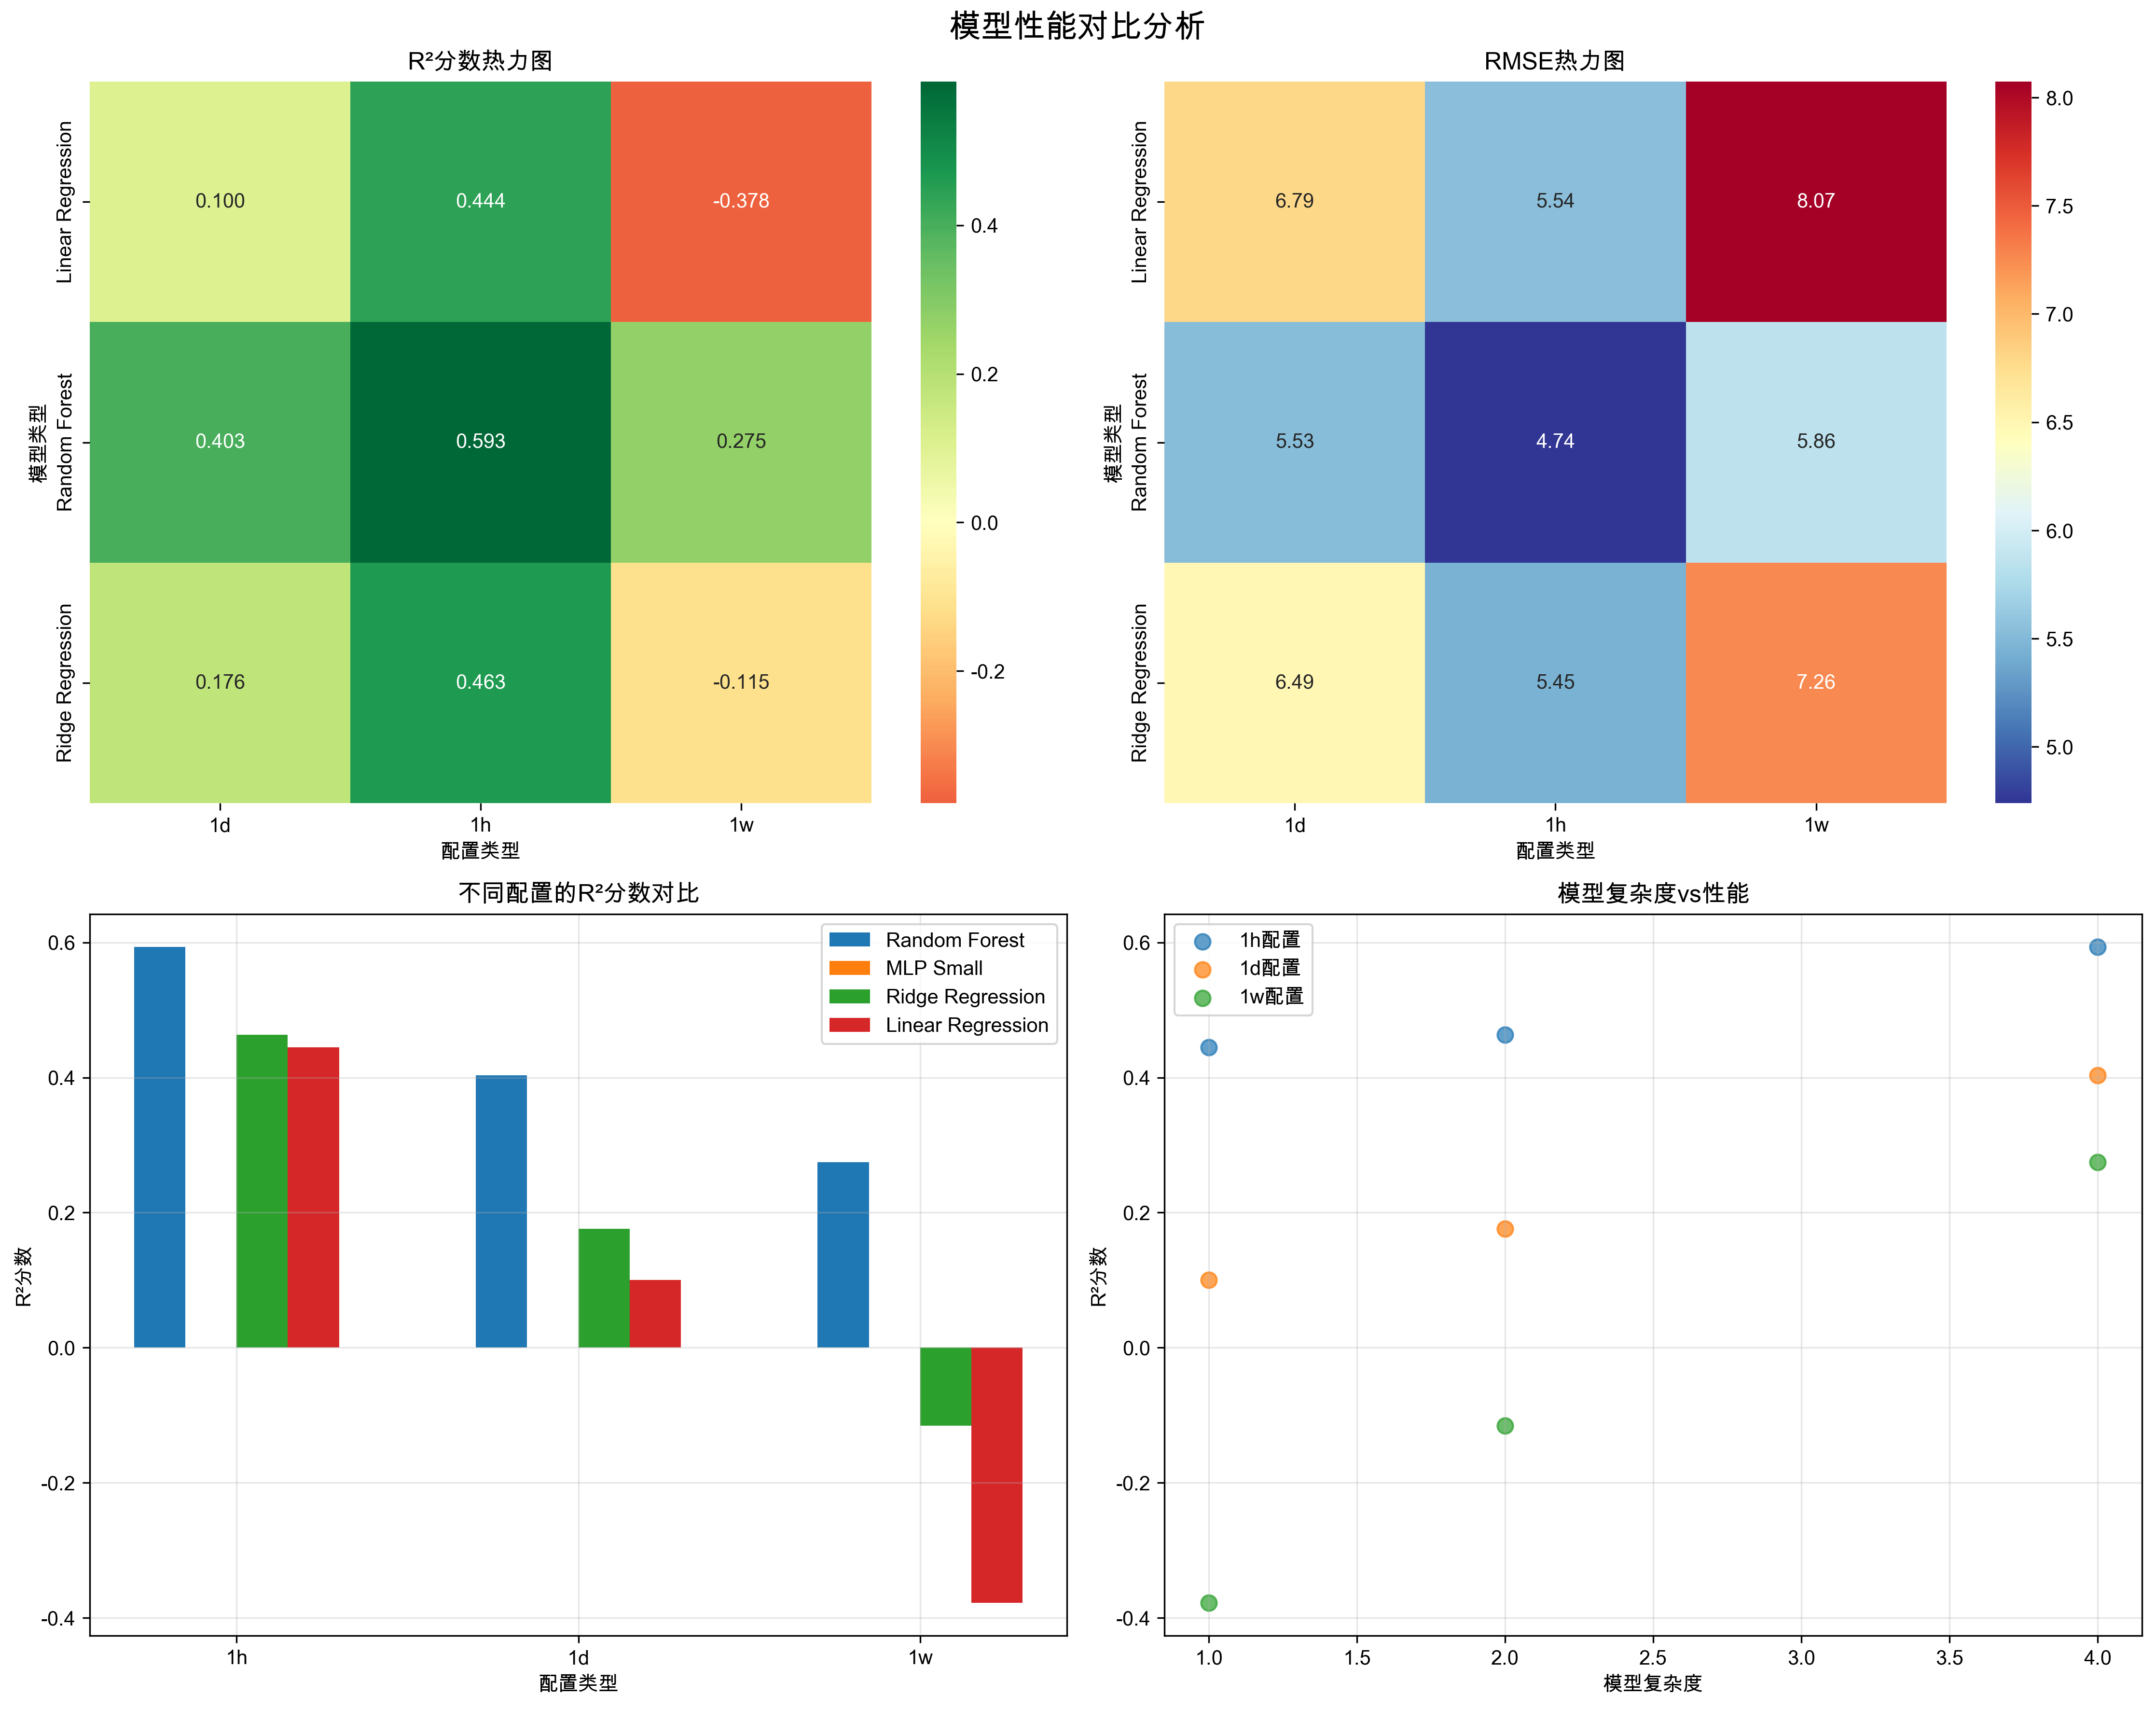 模型性能对比分析
R²分数热力图
模型类型
Linear Regression
Random Forest
Ridge Regression
0.100 0.444 -0.378
0.403 0.593 0.275
0.176 0.463 -0.115
1d 1h 1w
配置类型
0.4
0.2
0.0
-0.2
RMSE热力图
模型类型
Linear Regression
Random Forest
Ridge Regression
6.79 5.54 8.07
5.53 4.74 5.86
6.49 5.45 7.26
1d 1h 1w
配置类型
8.0
7.5
7.0
6.5
6.0
5.5
5.0
不同配置的R²分数对比
R²分数
0.6
0.4
0.2
0.0
-0.2
-0.4
Random Forest
MLP Small
Ridge Regression
Linear Regression
1h 1d 1w
配置类型
模型复杂度vs性能
R²分数
0.6
0.4
0.2
0.0
-0.2
-0.4
1h配置
1d配置
1w配置
1.0 1.5 2.0 2.5 3.0 3.5 4.0
模型复杂度